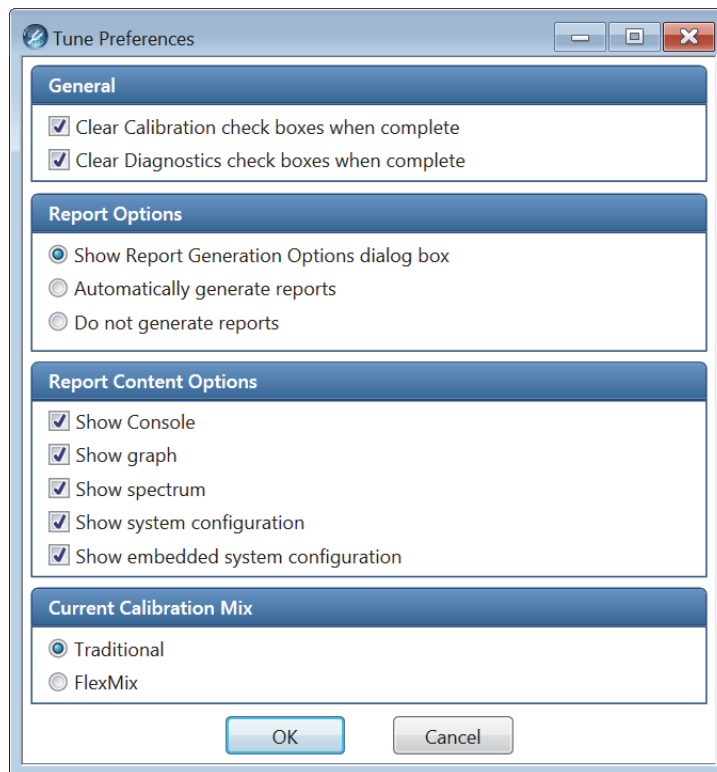 Tune Preferences
General
Clear Calibration check boxes when complete
Clear Diagnostics check boxes when complete
Report Options
Show Report Generation Options dialog box
Automatically generate reports
Do not generate reports
Report Content Options
Show Console
Show graph
Show spectrum
Show system configuration
Show embedded system configuration
Current Calibration Mix
Traditional
FlexMix
OK Cancel